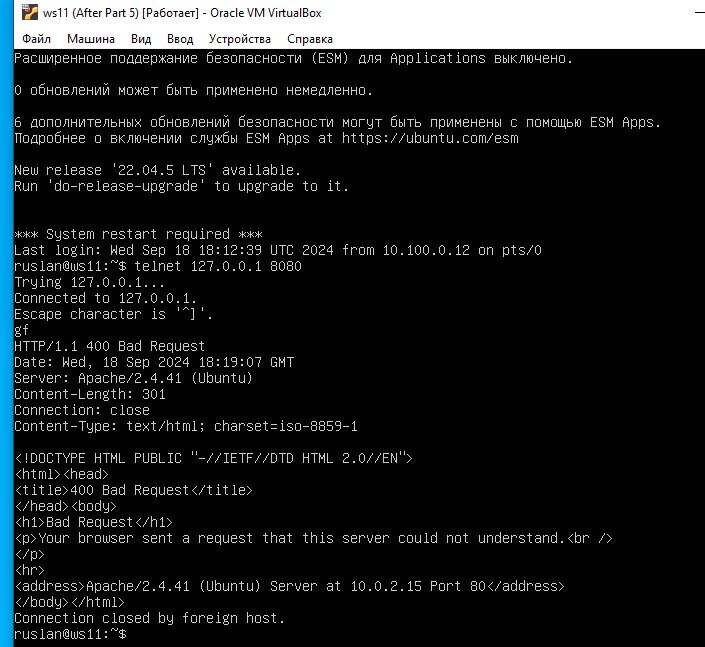 ws11 (After Part 5) [Работает] - Oracle VM VirtualBox
Файл Машина Вид Ввод Устройства Справка
Расширенное поддержание безопасности (ESM) для Applications выключено.
0 обновлений может быть применено немедленно.
6 дополнительных обновлений безопасности могут быть применены с помощью ESM Apps.
Подробнее о включении службы ESM Apps at https://ubuntu.com/esm
New release '22.04.5 LTS' available.
Run 'do-release-upgrade' to upgrade to it.
*** System restart required ***
Last login: Wed Sep 18 18:12:39 UTC 2024 from 10.100.0.12 on pts/0
ruslan@ws11:~$ telnet 127.0.0.1 8080
Trying 127.0.0.1...
Connected to 127.0.0.1.
Escape character is '^]'.
gf
HTTP/1.1 400 Bad Request
Date: Wed, 18 Sep 2024 18:19:07 GMT
Server: Apache/2.4.41 (Ubuntu)
Content-Length: 301
Connection: close
Content-Type: text/html; charset=iso-8859-1
<!DOCTYPE HTML PUBLIC "-//IETF//DTD HTML 2.0//EN">
<html><head>
<title>400 Bad Request</title>
</head><body>
<h1>Bad Request</h1>
<p>Your browser sent a request that this server could not understand.<br />
</p>
<hr>
<address>Apache/2.4.41 (Ubuntu) Server at 10.0.2.15 Port 80</address>
</body></html>
Connection closed by foreign host.
ruslan@ws11:~$